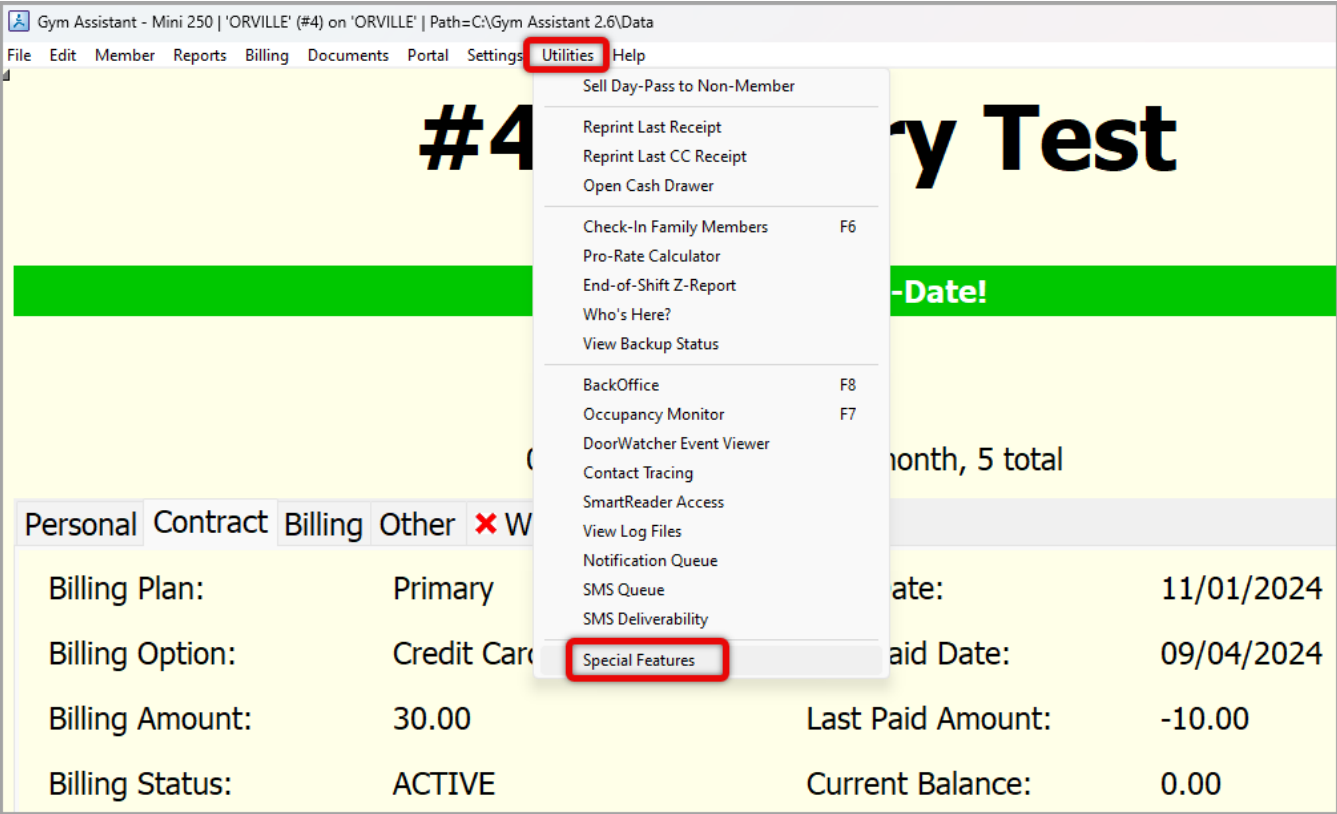 Gym Assistant - Mini 250 | 'ORVILLE' (#4) on 'ORVILLE' | Path=C:\Gym Assistant 2.6\Data
File Edit Member Reports Billing Documents Portal Settings Utilities Help
Sell Day-Pass to Non-Member
#4 ry Test
Reprint Last Receipt
Reprint Last CC Receipt
Open Cash Drawer
Check-In Family Members F6
Pro-Rate Calculator
End-of-Shift Z-Report
-Date!
Who's Here?
View Backup Status
BackOffice F8
Occupancy Monitor F7
DoorWatcher Event Viewer
onth, 5 total
Contact Tracing
SmartReader Access
View Log Files
Notification Queue
SMS Queue
SMS Deliverability
Special Features
Personal Contract Billing Other ❌ W
Billing Plan: Primary ate: 11/01/2024
Billing Option: Credit Card aid Date: 09/04/2024
Billing Amount: 30.00 Last Paid Amount: -10.00
Billing Status: ACTIVE Current Balance: 0.00